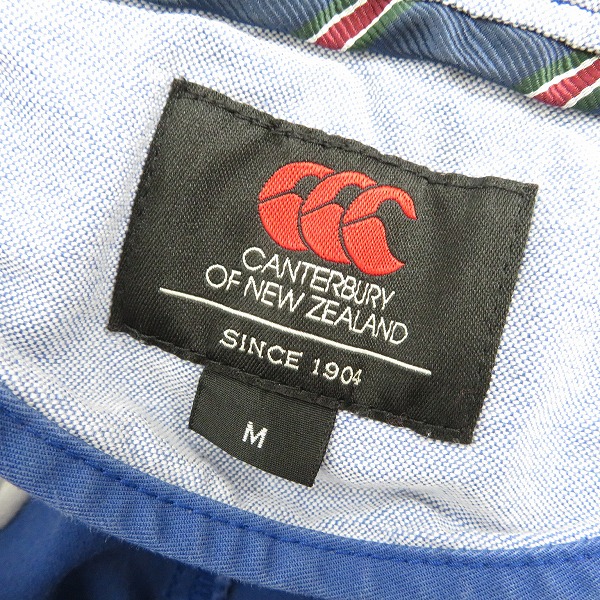 CANTERBURY
OF NEW ZEALAND
SINCE 1904
M